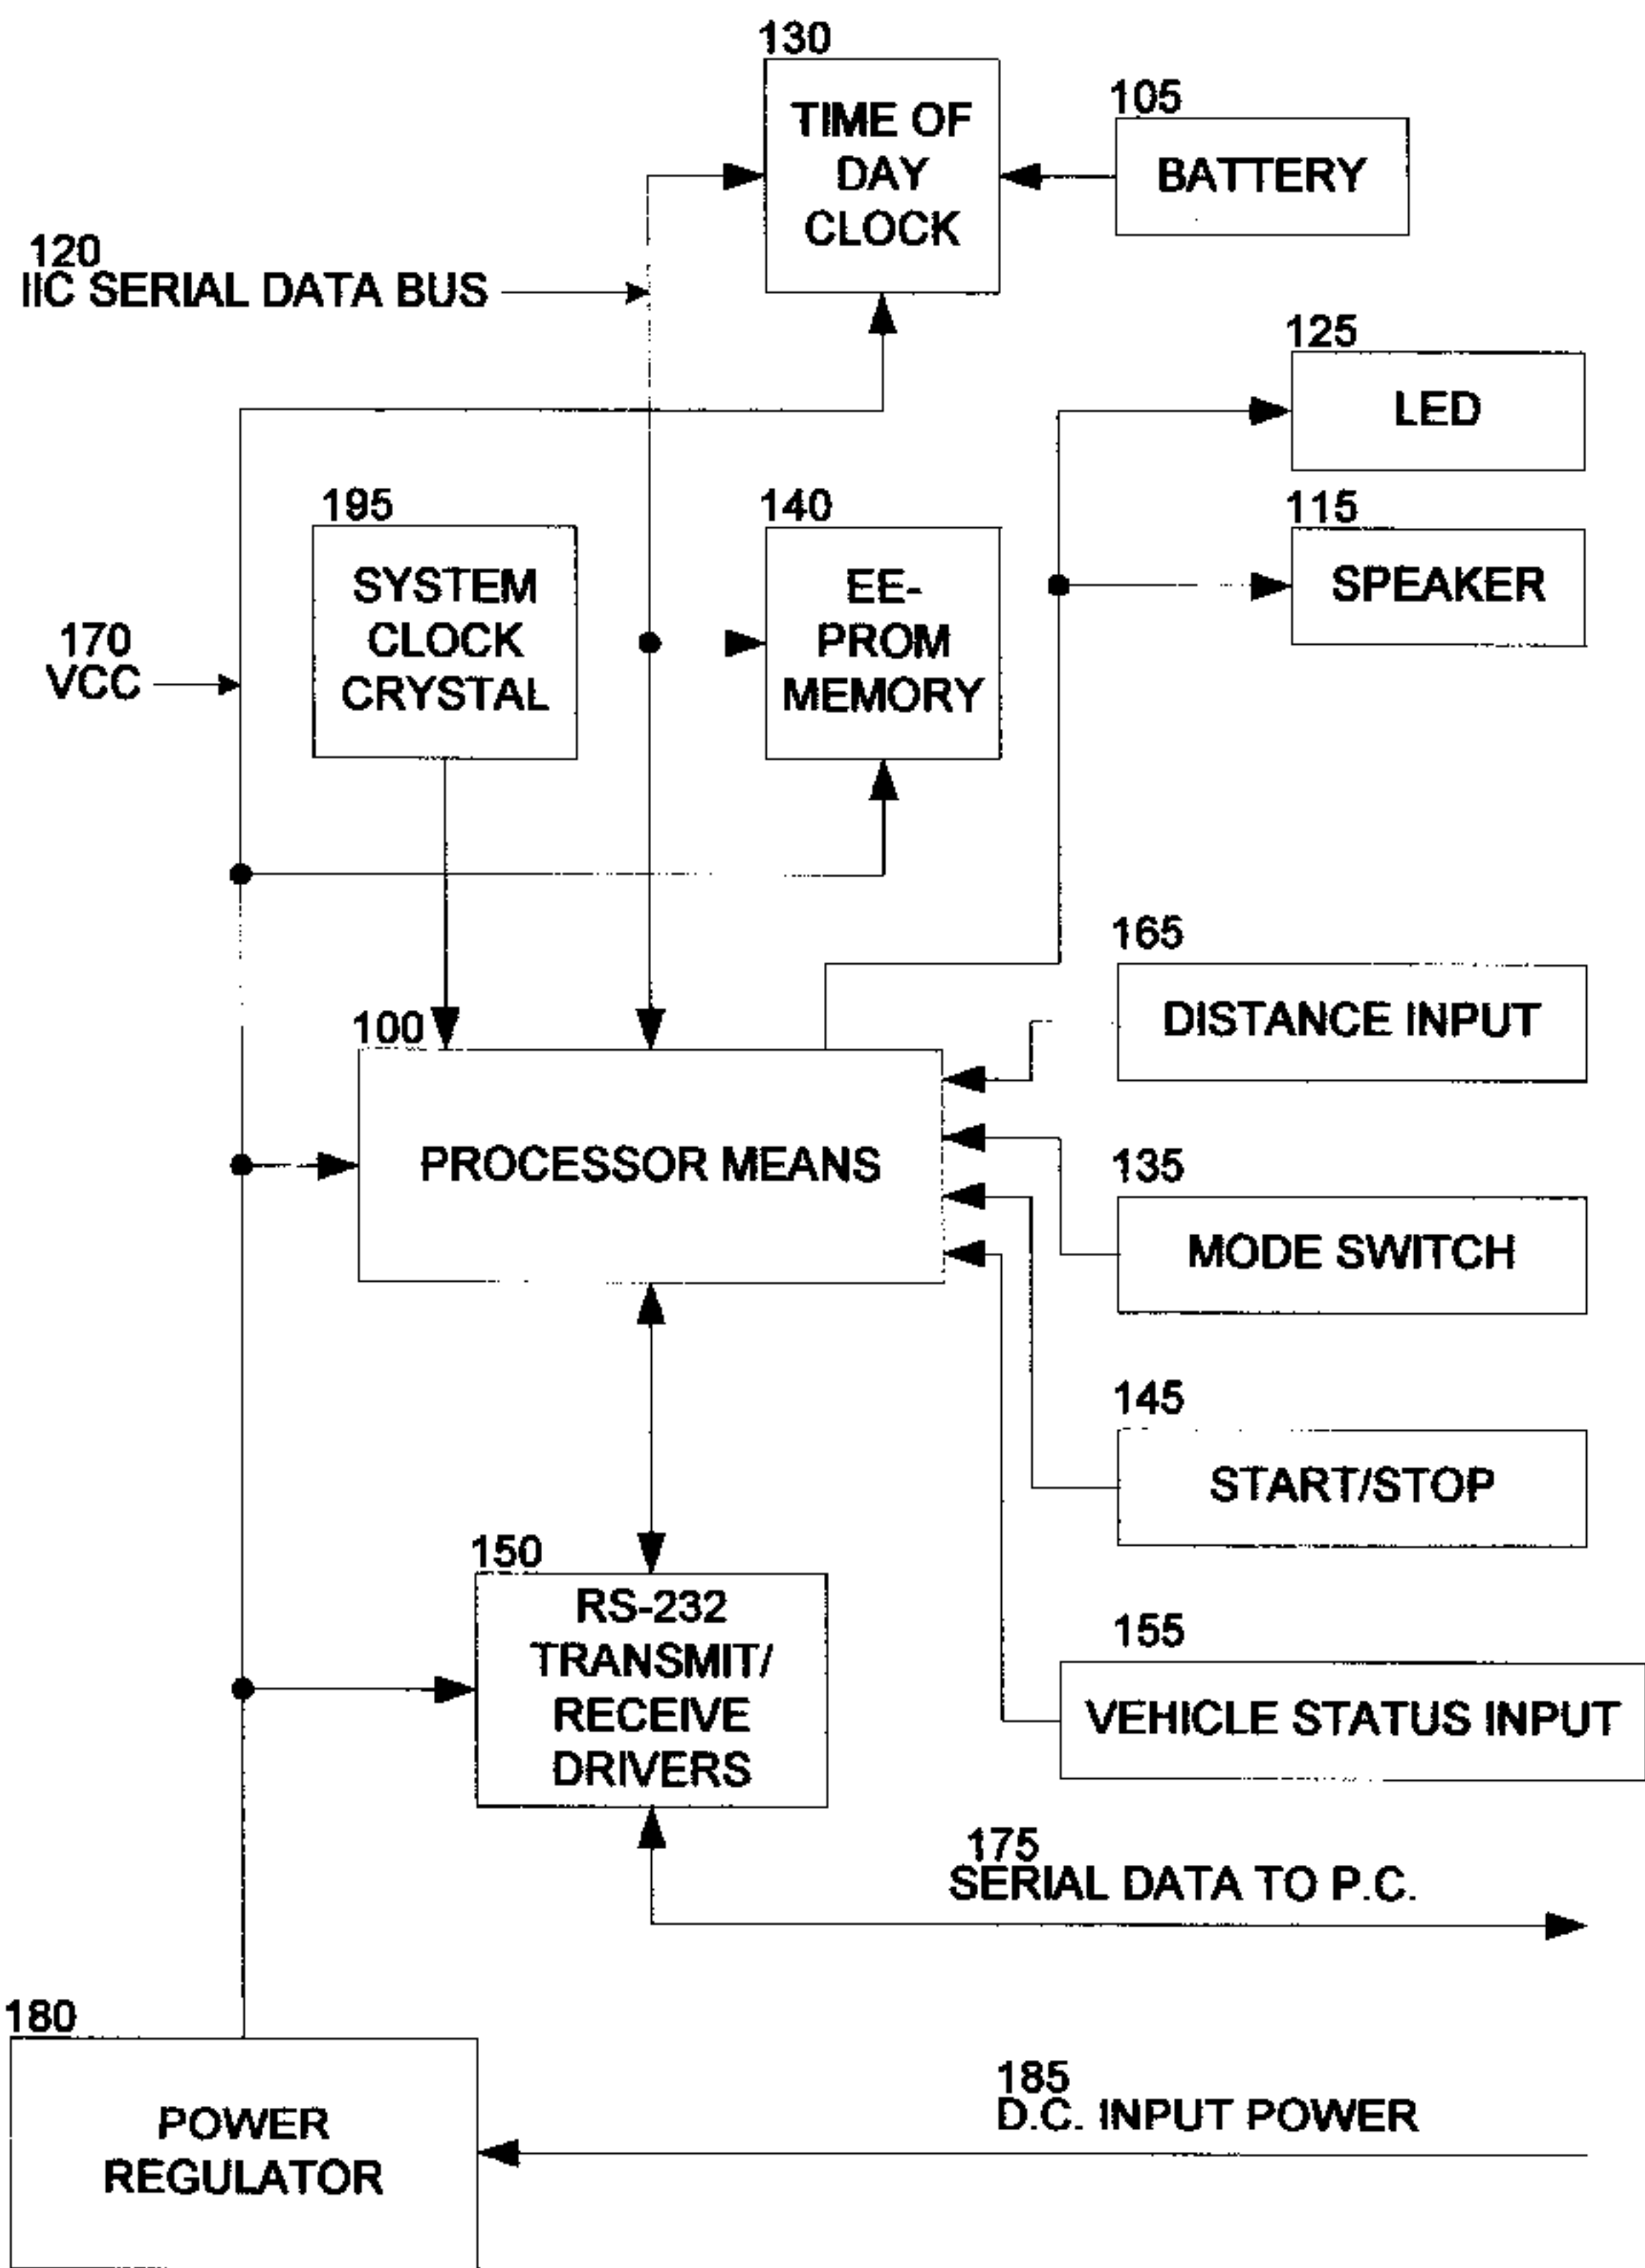 130
TIME OF
DAY
CLOCK
105
BATTERY
120
IIC SERIAL DATA BUS
125
LED
195
SYSTEM
CLOCK
CRYSTAL
140
EE-
PROM
MEMORY
115
SPEAKER
170
VCC
165
DISTANCE INPUT
100
PROCESSOR MEANS
135
MODE SWITCH
145
START/STOP
150
RS-232
TRANSMIT/
RECEIVE
DRIVERS
155
VEHICLE STATUS INPUT
175
SERIAL DATA TO P.C.
180
POWER
REGULATOR
185
D.C. INPUT POWER